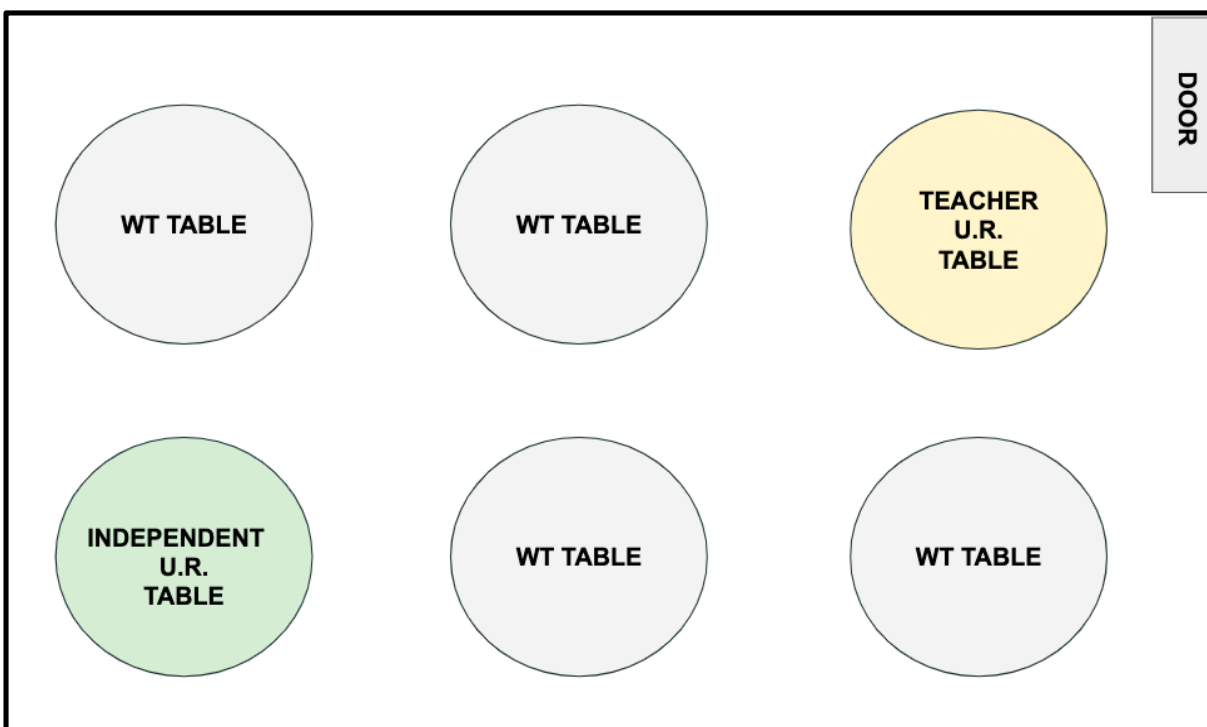 DOOR
WT TABLE
WT TABLE
TEACHER
U.R.
TABLE
INDEPENDENT
U.R.
TABLE
WT TABLE
WT TABLE